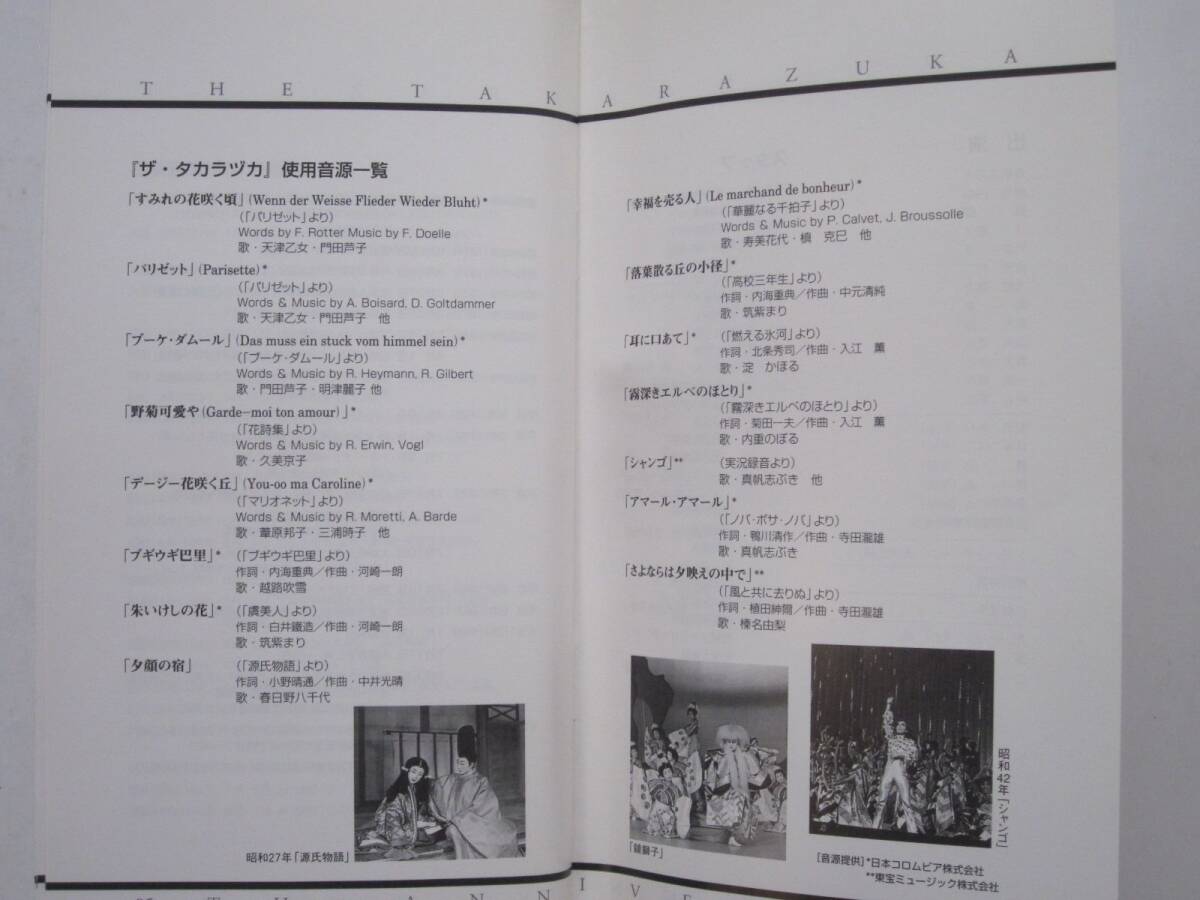 THE TAKARAZUKA
『ザ・タカラヅカ』使用音源一覧
「すみれの花咲く頃」(Wenn der Weisse Flieder Wieder Bluht)*
(「パリゼット」より)
Words by F. Rotter Music by F. Doelle
歌・天津乙女・門田芦子
「パリゼット」(Parisette)*
(「パリゼット」より)
Words & Music by A. Boisard, D. Goltdammer
歌・天津乙女・門田芦子 他
「ブーケ・ダムール」(Das muss ein stuck vom himmel sein)*
(「ブーケ・ダムール」より)
Words & Music by R. Heymann, R. Gilbert
歌・門田芦子・明津麗子 他
「野菊可愛や(Garde-moi ton amour)」*
(「花詩集」より)
Words & Music by R. Erwin, Vogl
歌・久美京子
「デージー花咲く丘」(You-oo ma Caroline)*
(「マリオネット」より)
Words & Music by R. Moretti, A. Barde
歌・葦原邦子・三浦時子 他
「ブギウギ巴里」* (「ブギウギ巴里」より)
作詞・内海重典/作曲・河崎一朗
歌・越路吹雪
「朱いけしの花」* (「虞美人」より)
作詞・白井鐵造/作曲・河崎一朗
歌・筑紫まり
「夕顔の宿」 (「源氏物語」より)
作詞・小野晴通/作曲・中井光晴
歌・春日野八千代
昭和27年「源氏物語」
「幸福を売る人」(Le marchand de bonheur)*
(「華麗なる千拍子」より)
Words & Music by P. Calvet, J. Broussolle
歌・寿美花代・槙 克巳 他
「落葉散る丘の小径」*
(「高校三年生」より)
作詞・内海重典/作曲・中元清純
歌・筑紫まり
「耳に口あて」* (「燃える氷河」より)
作詞・北条秀司/作曲・入江 薫
歌・淀 かほる
「霧深きエルベのほとり」*
(「霧深きエルベのほとり」より)
作詞・菊田一夫/作曲・入江 薫
歌・内重のぼる
「シャンゴ」** (実況録音より)
歌・真帆志ぶき 他
「アマール・アマール」*
(「ノバ・ボサ・ノバ」より)
作詞・鴨川清作/作曲・寺田瀧雄
歌・真帆志ぶき
「さよならは夕映えの中で」**
(「風と共に去りぬ」より)
作詞・植田紳爾/作曲・寺田瀧雄
歌・榛名由梨
「鏡獅子」
昭和42年「シャンゴ」
[音源提供]*日本コロムビア株式会社
**東宝ミュージック株式会社